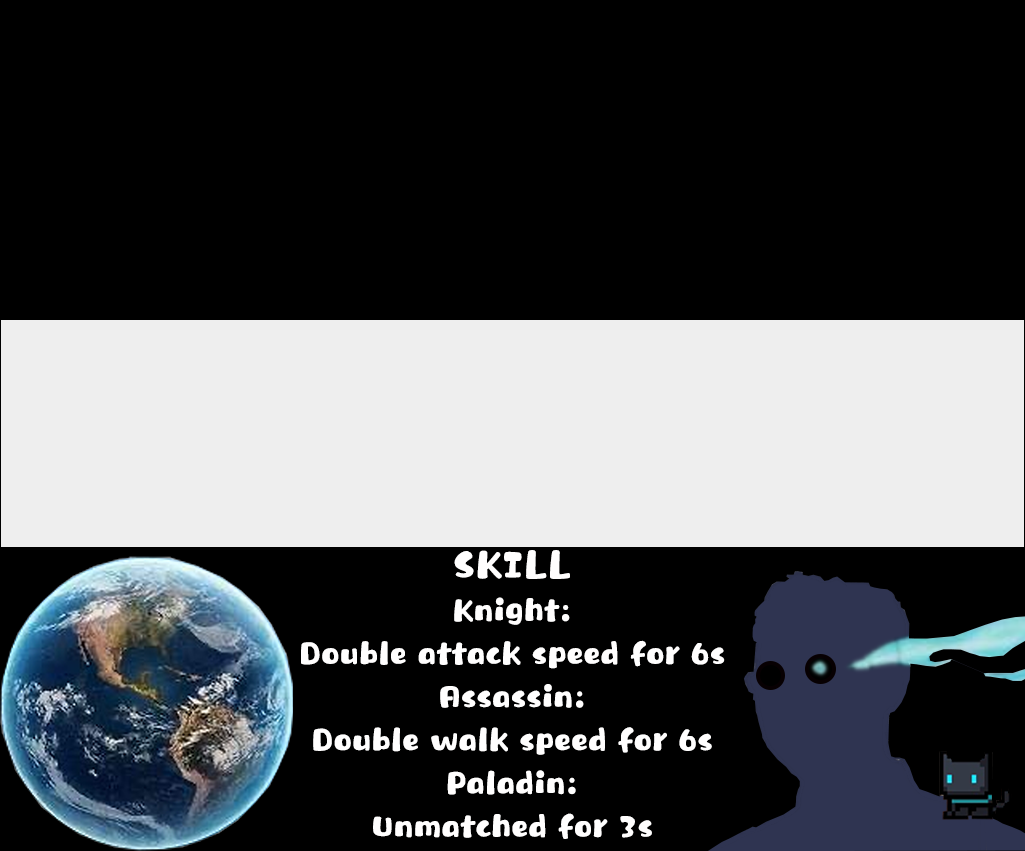 SKILL
Knight:
Double attack speed for 6s
Assassin:
Double walk speed for 6s
Paladin:
Unmatched for 3s